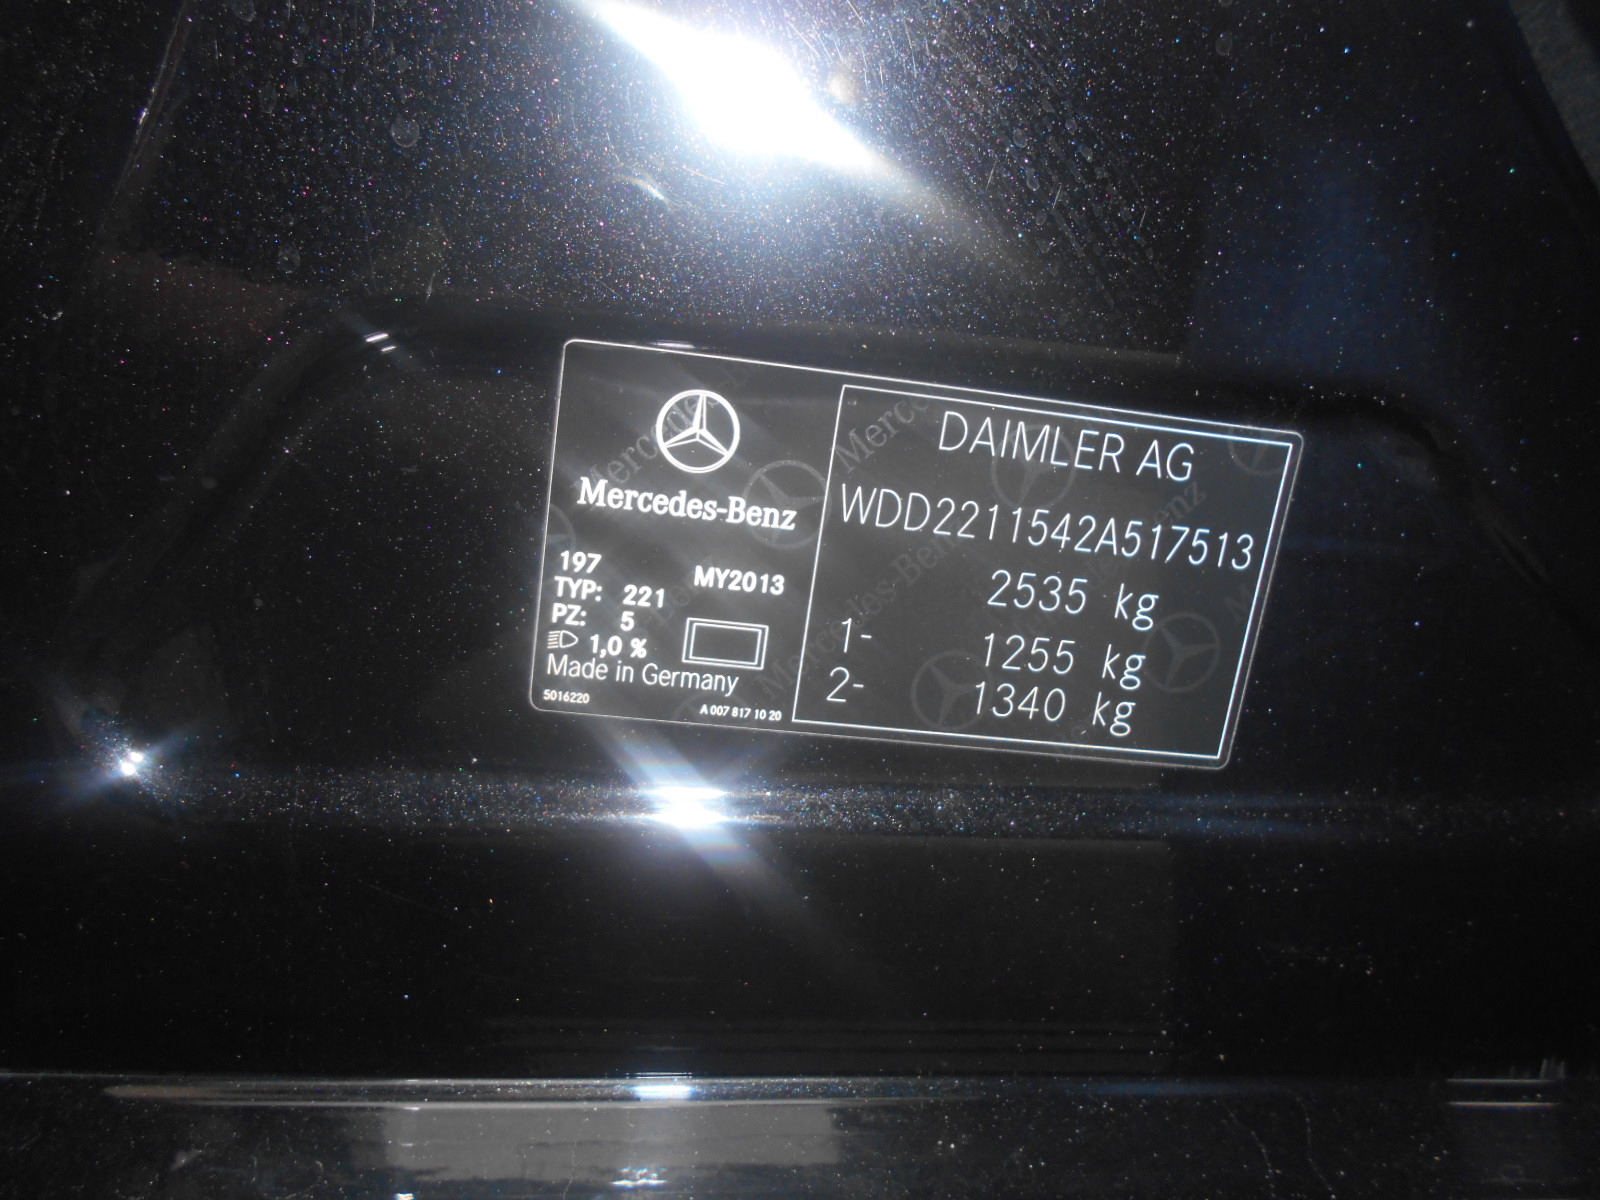 Mercedes-Benz
197
MY2013
TYP: 221
PZ: 5
1,0 %
Made in Germany
5016220
A 007 817 10 20
DAIMLER AG
WDD2211542A517513
2535 kg
1- 1255 kg
2- 1340 kg